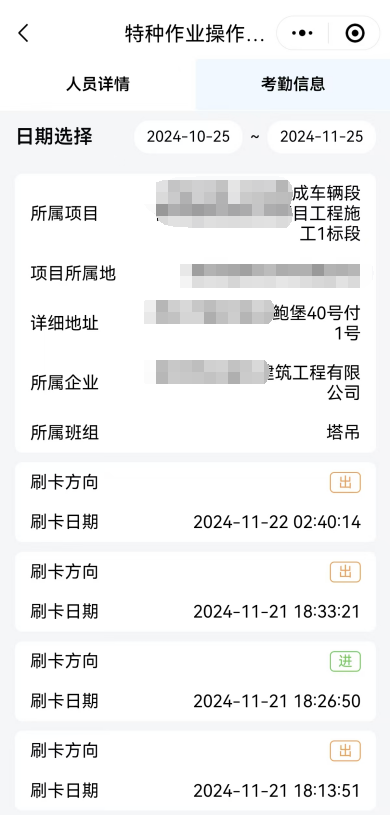 特种作业操作...
人员详情
考勤信息
日期选择
2024-10-25 ~ 2024-11-25
所属项目
成车辆段
目工程施
工1标段
项目所属地
详细地址
鲍堡40号付
1号
所属企业
建筑工程有限
公司
所属班组
塔吊
刷卡方向
出
刷卡日期
2024-11-22 02:40:14
刷卡方向
出
刷卡日期
2024-11-21 18:33:21
刷卡方向
进
刷卡日期
2024-11-21 18:26:50
刷卡方向
出
刷卡日期
2024-11-21 18:13:51